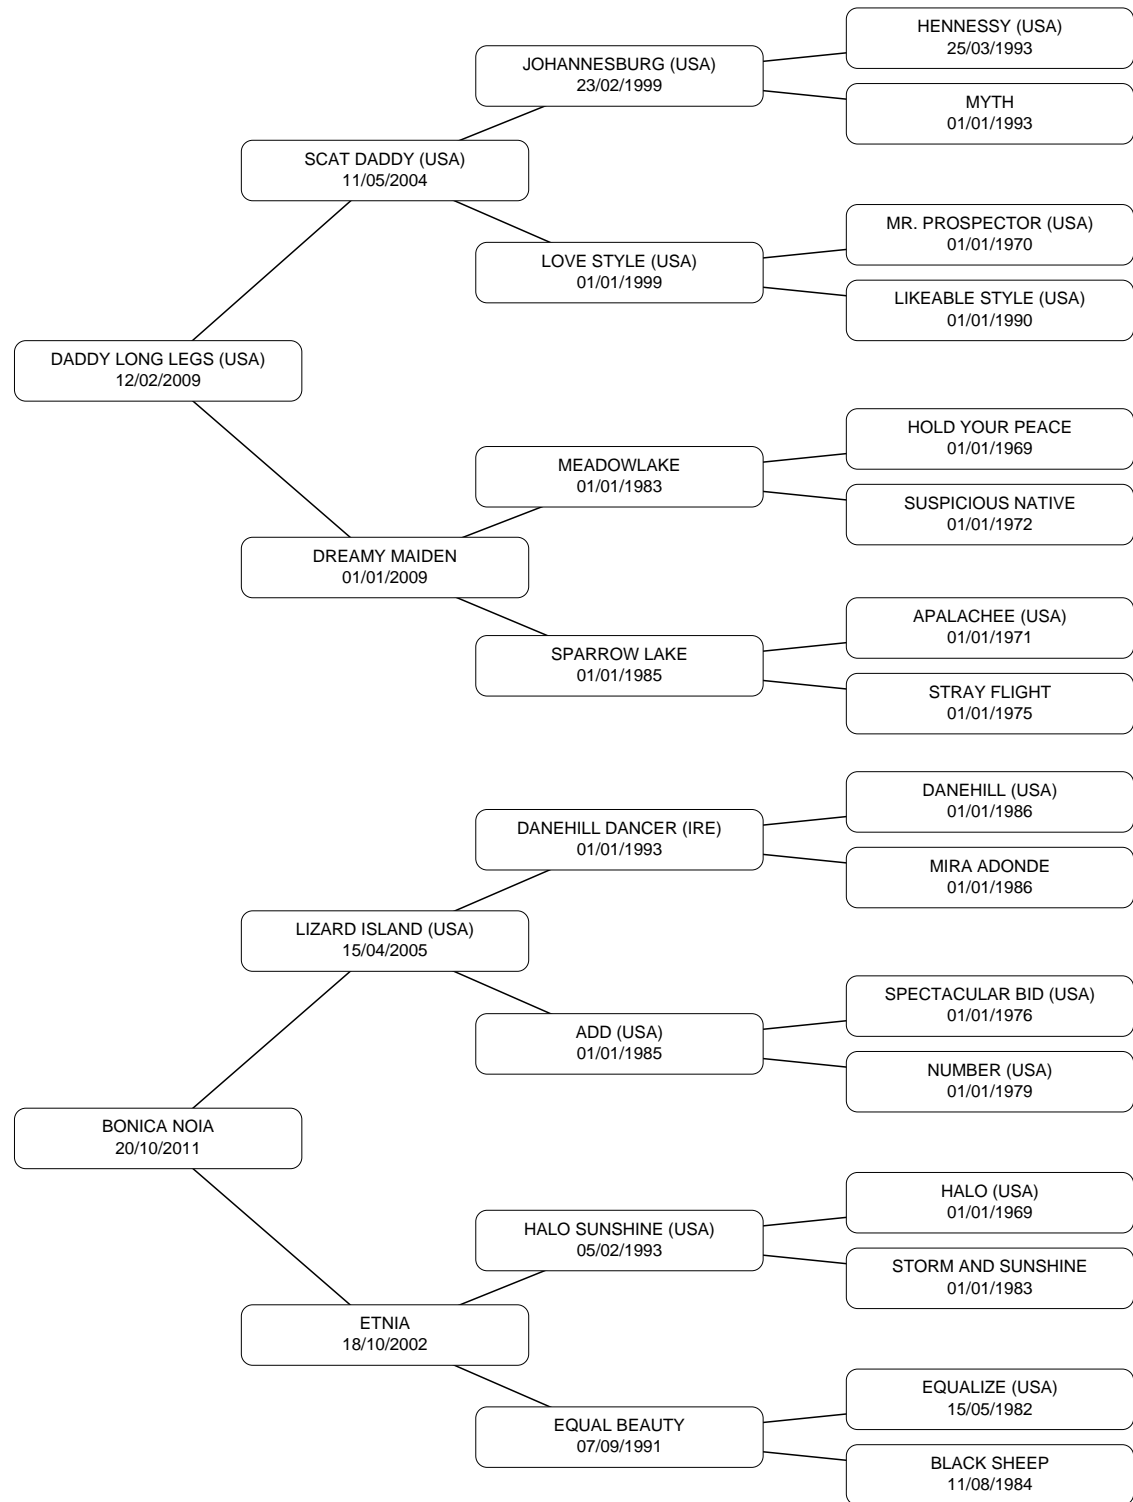 HENNESSY (USA)
25/03/1993
JOHANNESBURG (USA)
23/02/1999
MYTH
01/01/1993
SCAT DADDY (USA)
11/05/2004
MR. PROSPECTOR (USA)
01/01/1970
LOVE STYLE (USA)
01/01/1999
LIKEABLE STYLE (USA)
01/01/1990
DADDY LONG LEGS (USA)
12/02/2009
HOLD YOUR PEACE
01/01/1969
MEADOWLAKE
01/01/1983
SUSPICIOUS NATIVE
01/01/1972
DREAMY MAIDEN
01/01/2009
APALACHEE (USA)
01/01/1971
SPARROW LAKE
01/01/1985
STRAY FLIGHT
01/01/1975
DANEHILL (USA)
01/01/1986
DANEHILL DANCER (IRE)
01/01/1993
MIRA ADONDE
01/01/1986
LIZARD ISLAND (USA)
15/04/2005
SPECTACULAR BID (USA)
01/01/1976
ADD (USA)
01/01/1985
NUMBER (USA)
01/01/1979
BONICA NOIA
20/10/2011
HALO (USA)
01/01/1969
HALO SUNSHINE (USA)
05/02/1993
STORM AND SUNSHINE
01/01/1983
ETNIA
18/10/2002
EQUALIZE (USA)
15/05/1982
EQUAL BEAUTY
07/09/1991
BLACK SHEEP
11/08/1984